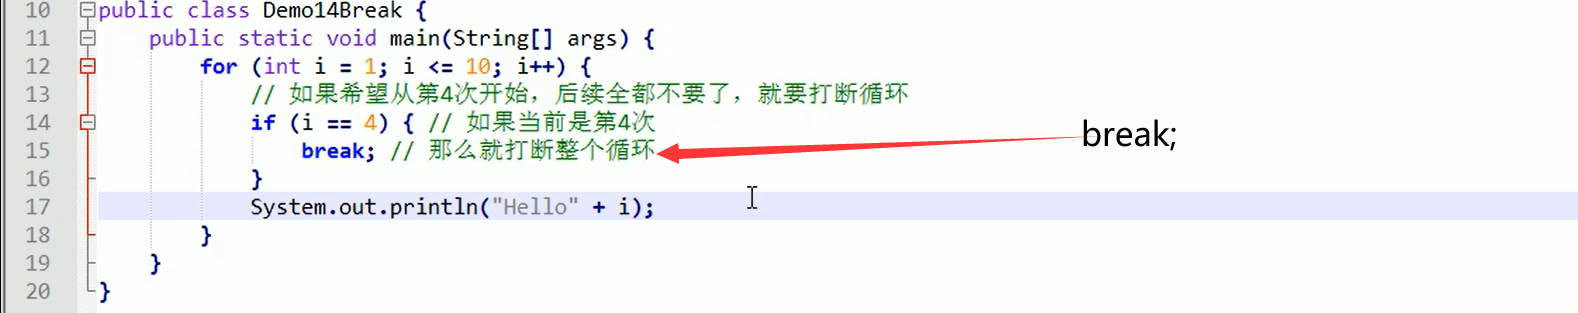 10 public class Demo14Break {
11 public static void main(String[] args) {
12 for (int i = 1; i <= 10; i++) {
13 // 如果希望从第4次开始，后续全都不要了，就要打断循环
14 if (i == 4) { // 如果当前是第4次
15 break; // 那么就打断整个循环
break;
16 }
17 System.out.println("Hello" + i);
18 }
19 }
20 }